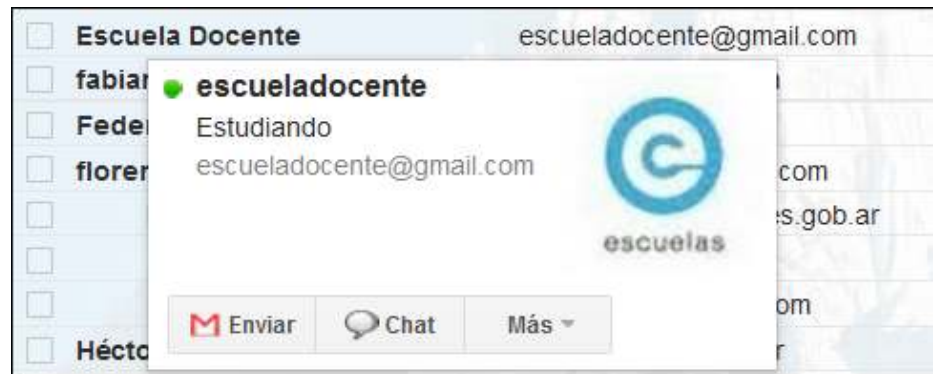 Escuela Docente escueladocente@gmail.com
escueladocente
Estudiando
escueladocente@gmail.com
escuelas
Enviar Chat Más